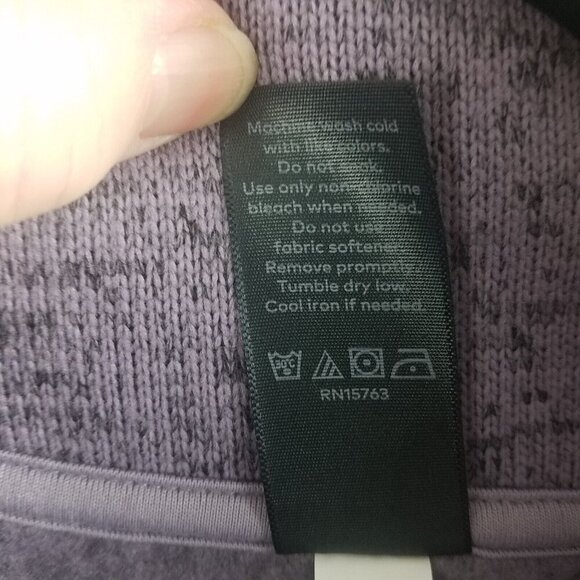 Machine wash cold
with like colors.
Do not soak.
Use only non-chlorine
bleach when needed.
Do not use
fabric softener.
Remove promptly.
Tumble dry low.
Cool iron if needed.
30°C
RN15763